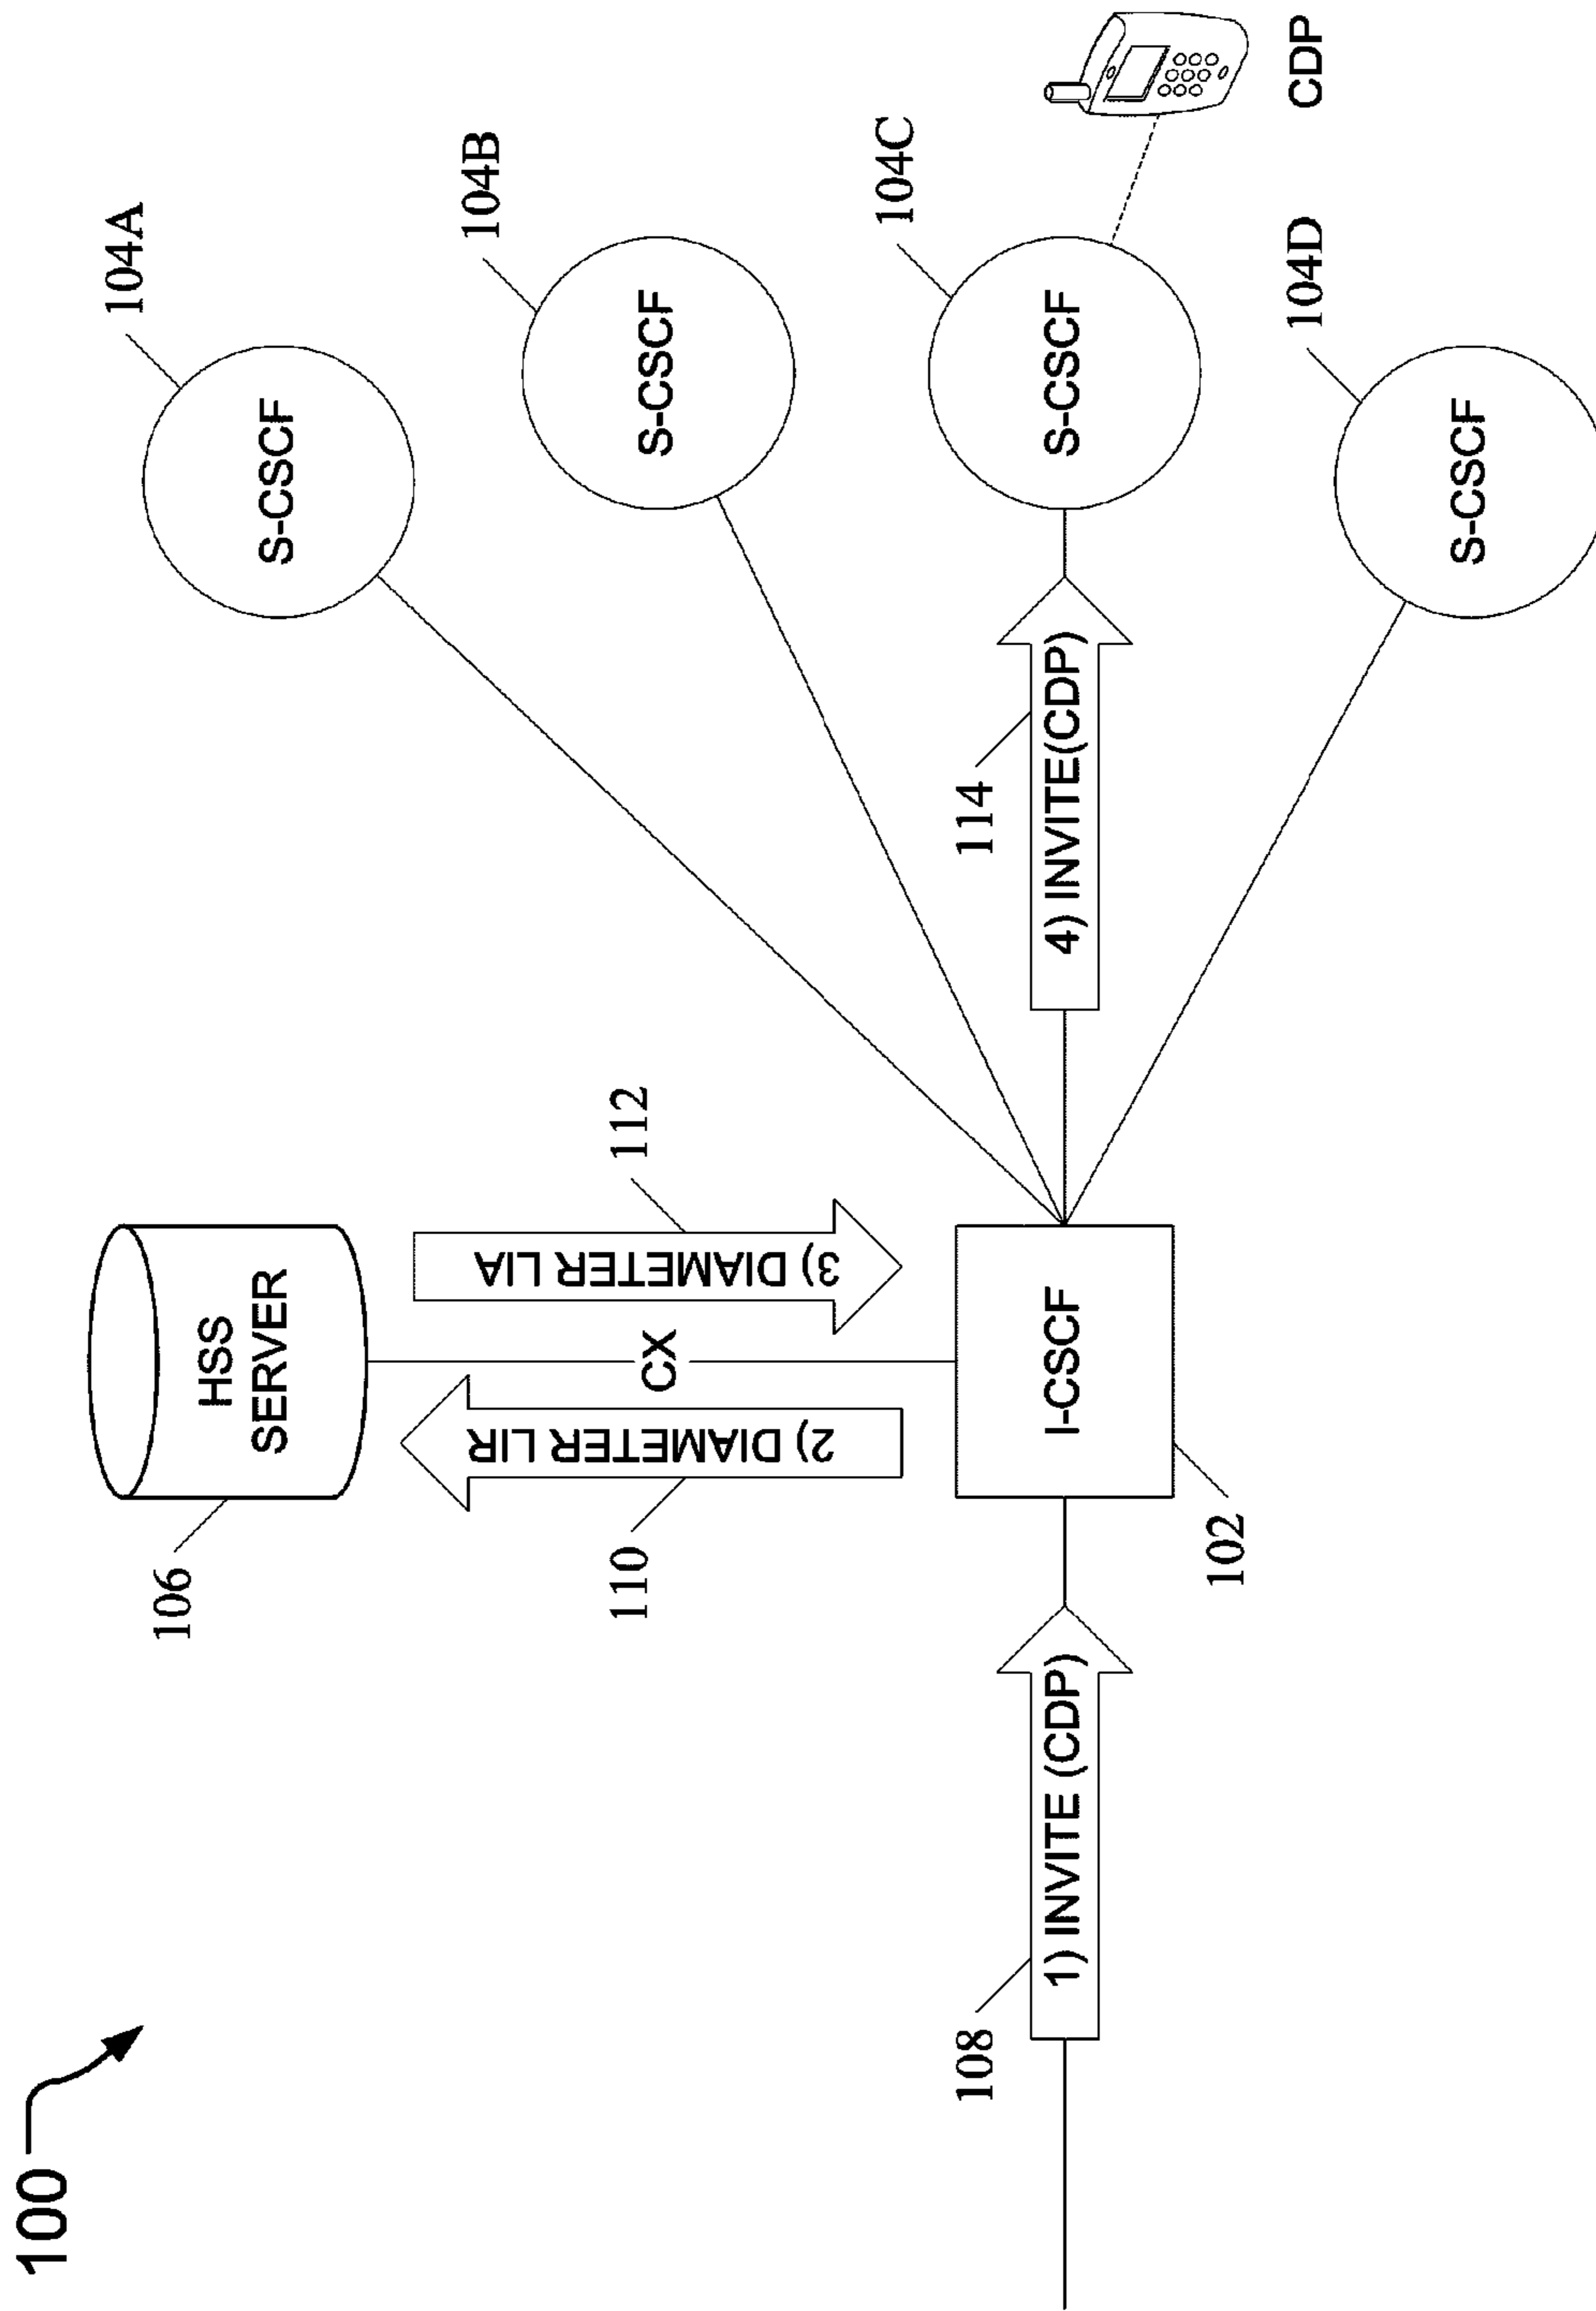 100
106
HSS
SERVER
110
2) DIAMETER LIR
CX
3) DIAMETER LIA
112
108
1) INVITE (CDP)
I-CSCF
102
114
4) INVITE(CDP)
S-CSCF
104A
S-CSCF
104B
S-CSCF
104C
S-CSCF
104D
CDP